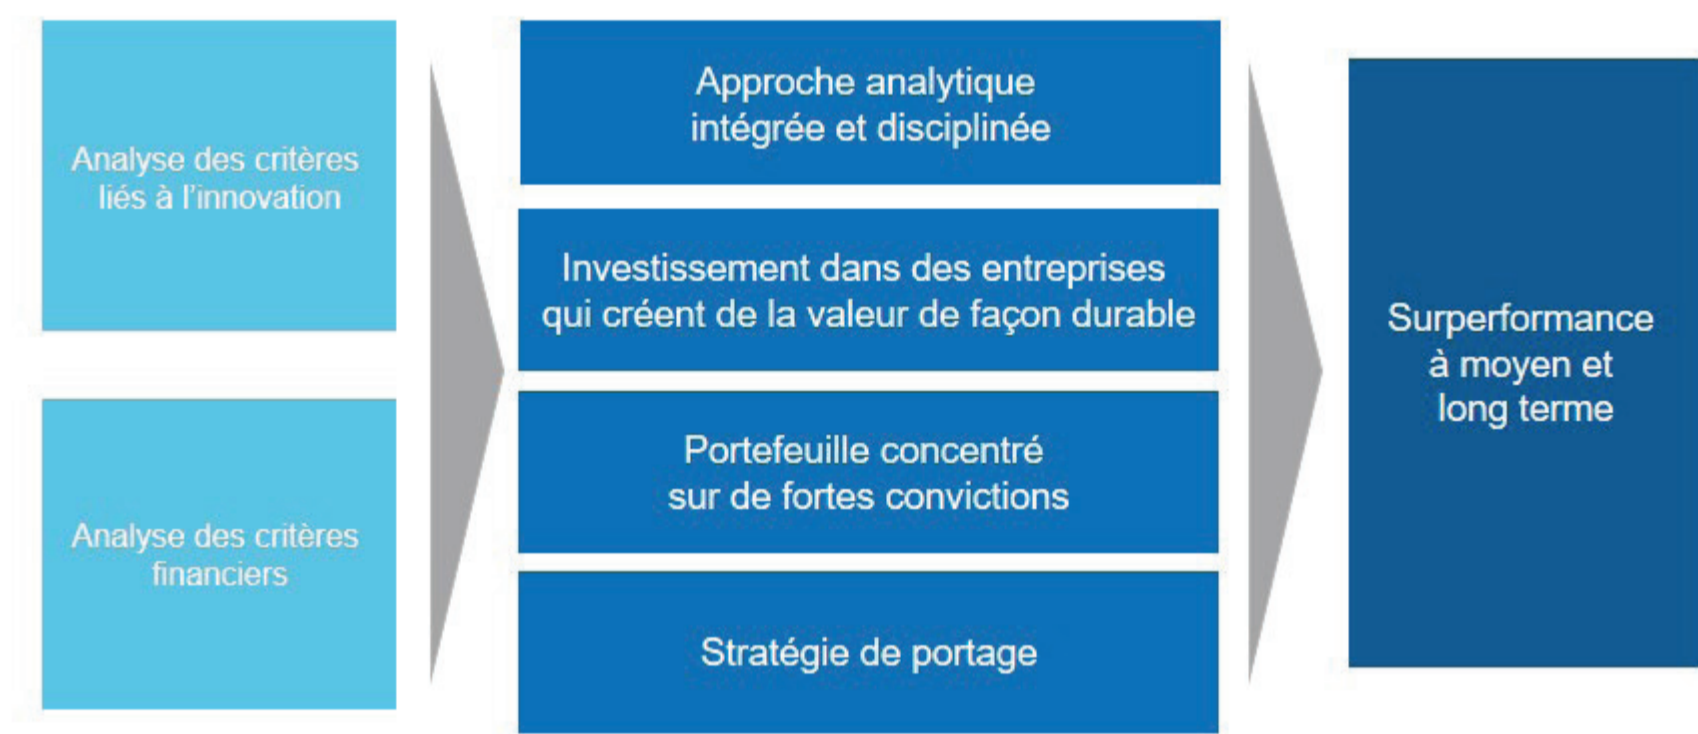 Analyse des critères
liés à l'innovation
Analyse des critères
financiers
Approche analytique
intégrée et disciplinée
Investissement dans des entreprises
qui créent de la valeur de façon durable
Portefeuille concentré
sur de fortes convictions
Stratégie de portage
Surperformance
à moyen et
long terme